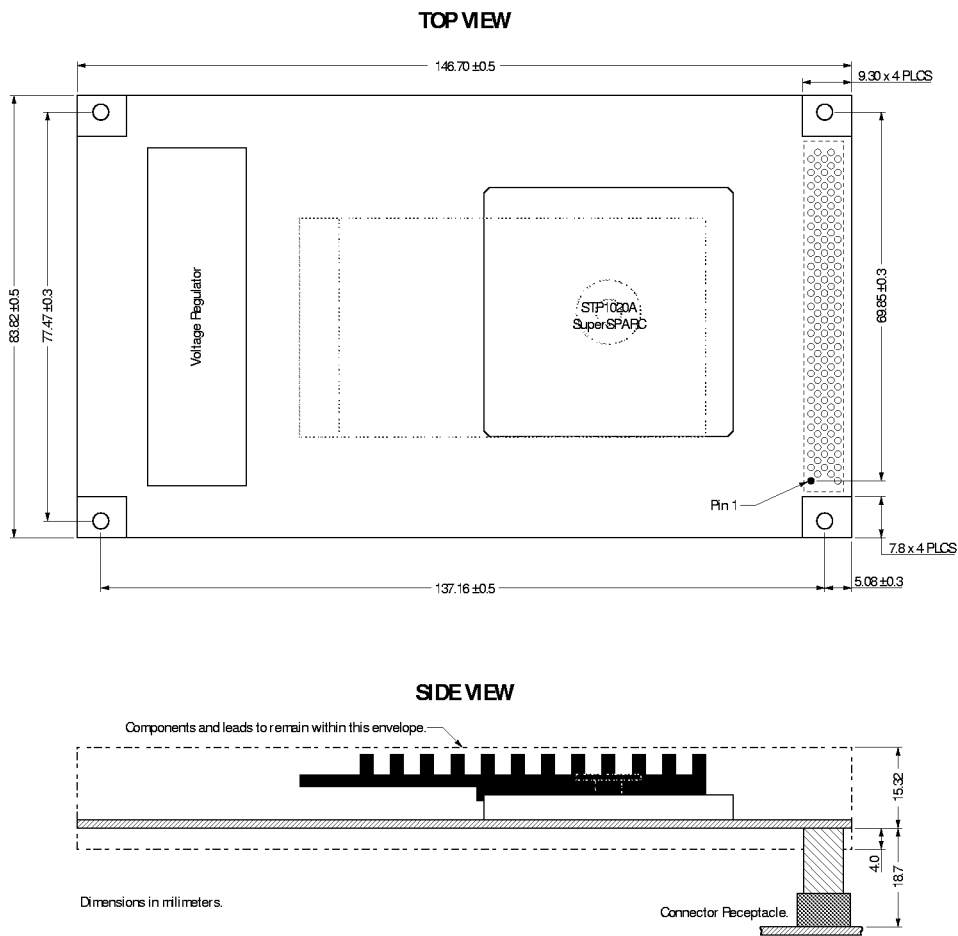 TOP VIEW
146.70 ±0.5
9.30 x 4 PLCS
83.82 ±0.5
77.47 ±0.3
Voltage Regulator
STP1020A
SuperSPARC
69.85 ±0.3
Pin 1
7.8 x 4 PLCS
137.16 ±0.5
5.08 ±0.3
SIDE VIEW
Components and leads to remain within this envelope.
15.32
4.0
18.7
Dimensions in milimeters.
Connector Receptacle.